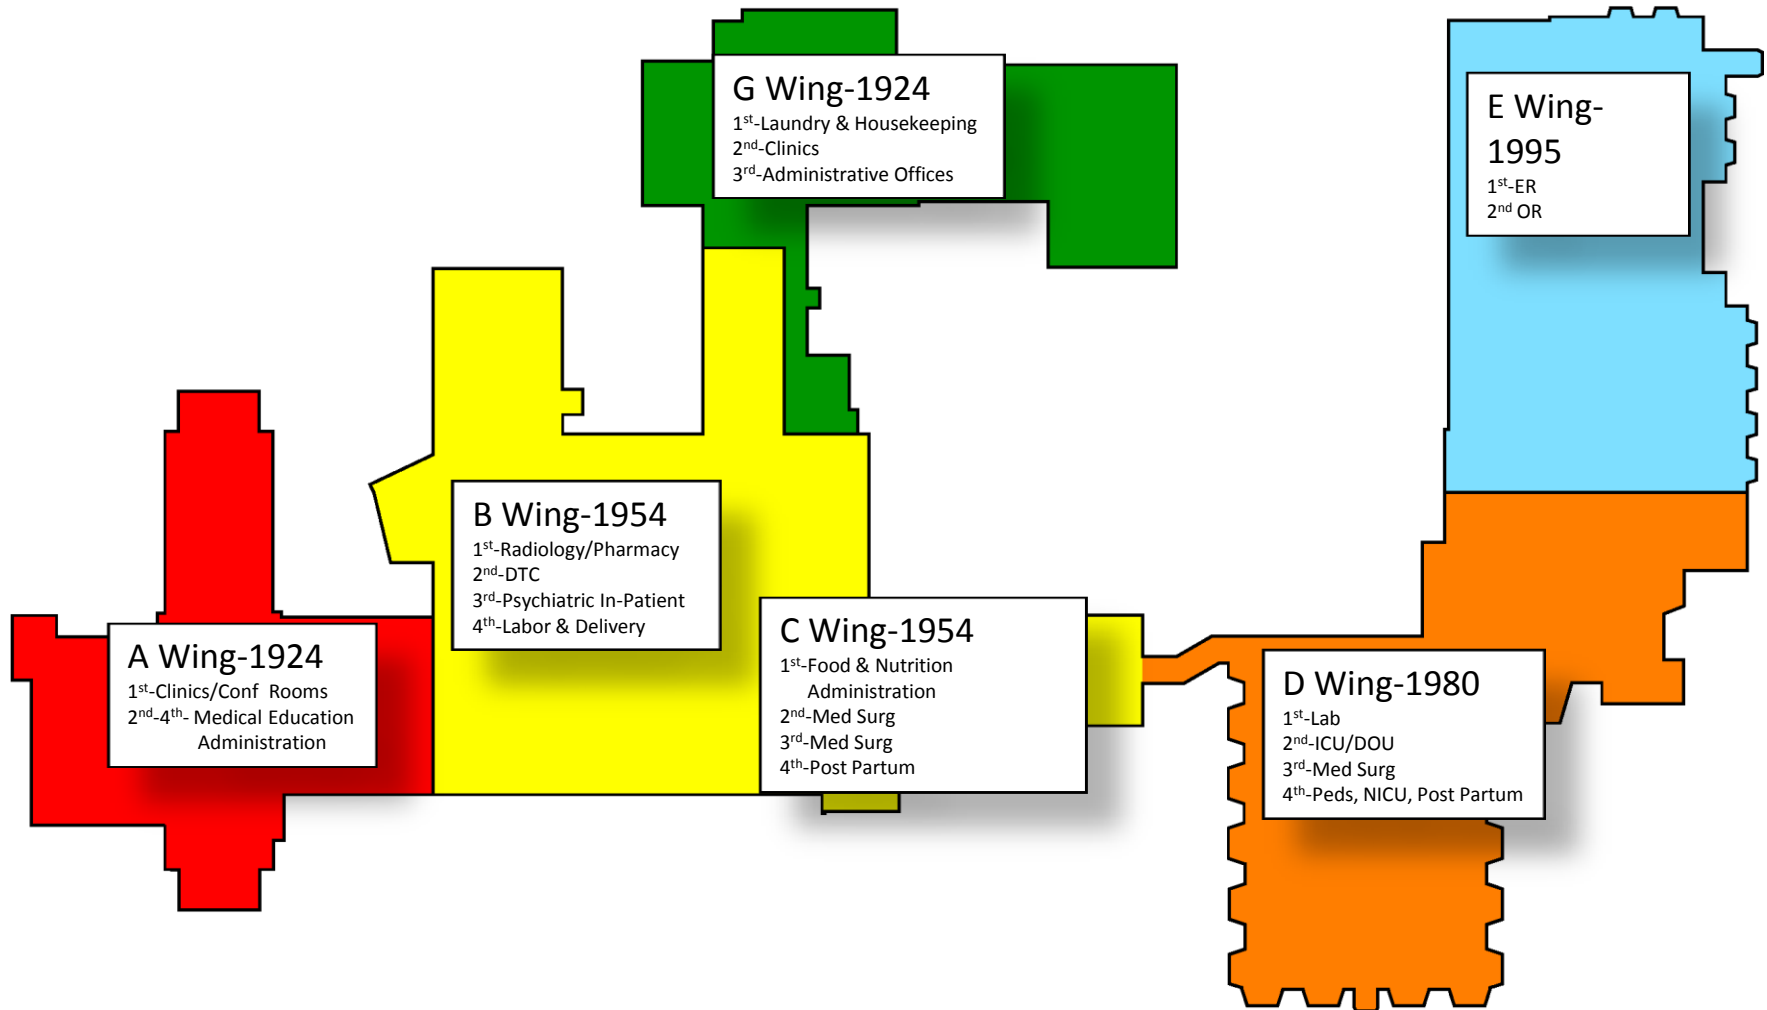 G Wing-1924
1st-Laundry & Housekeeping
2nd-Clinics
3rd-Administrative Offices
E Wing-
1995
1st-ER
2nd OR
B Wing-1954
1st-Radiology/Pharmacy
2nd-DTC
3rd-Psychiatric In-Patient
4th-Labor & Delivery
A Wing-1924
1st-Clinics/Conf Rooms
2nd-4th- Medical Education
Administration
C Wing-1954
1st-Food & Nutrition
Administration
2nd-Med Surg
3rd-Med Surg
4th-Post Partum
D Wing-1980
1st-Lab
2nd-ICU/DOU
3rd-Med Surg
4th-Peds, NICU, Post Partum